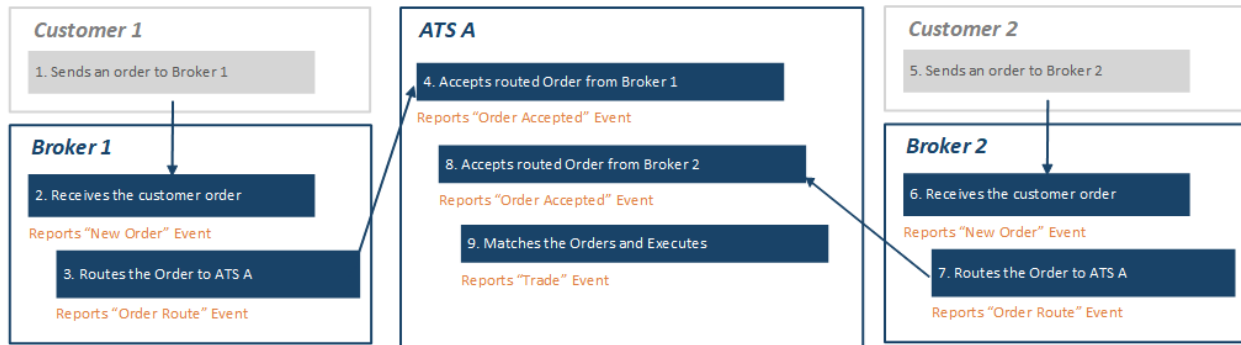 Customer 1
1. Sends an order to Broker 1
Broker 1
2. Receives the customer order
Reports “New Order” Event
3. Routes the Order to ATS A
Reports “Order Route” Event
ATS A
4. Accepts routed Order from Broker 1
Reports “Order Accepted” Event
8. Accepts routed Order from Broker 2
Reports “Order Accepted” Event
9. Matches the Orders and Executes
Reports “Trade” Event
Customer 2
5. Sends an order to Broker 2
Broker 2
6. Receives the customer order
Reports “New Order” Event
7. Routes the Order to ATS A
Reports “Order Route” Event